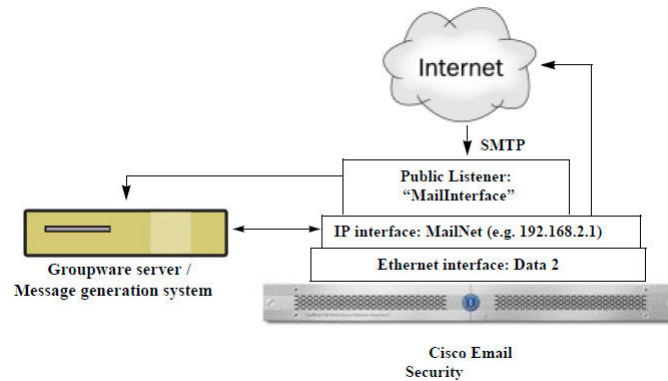 Internet
SMTP
Public Listener:
“MailInterface”
IP interface: MailNet (e.g. 192.168.2.1)
Ethernet interface: Data 2
Groupware server /
Message generation system
Cisco Email
Security